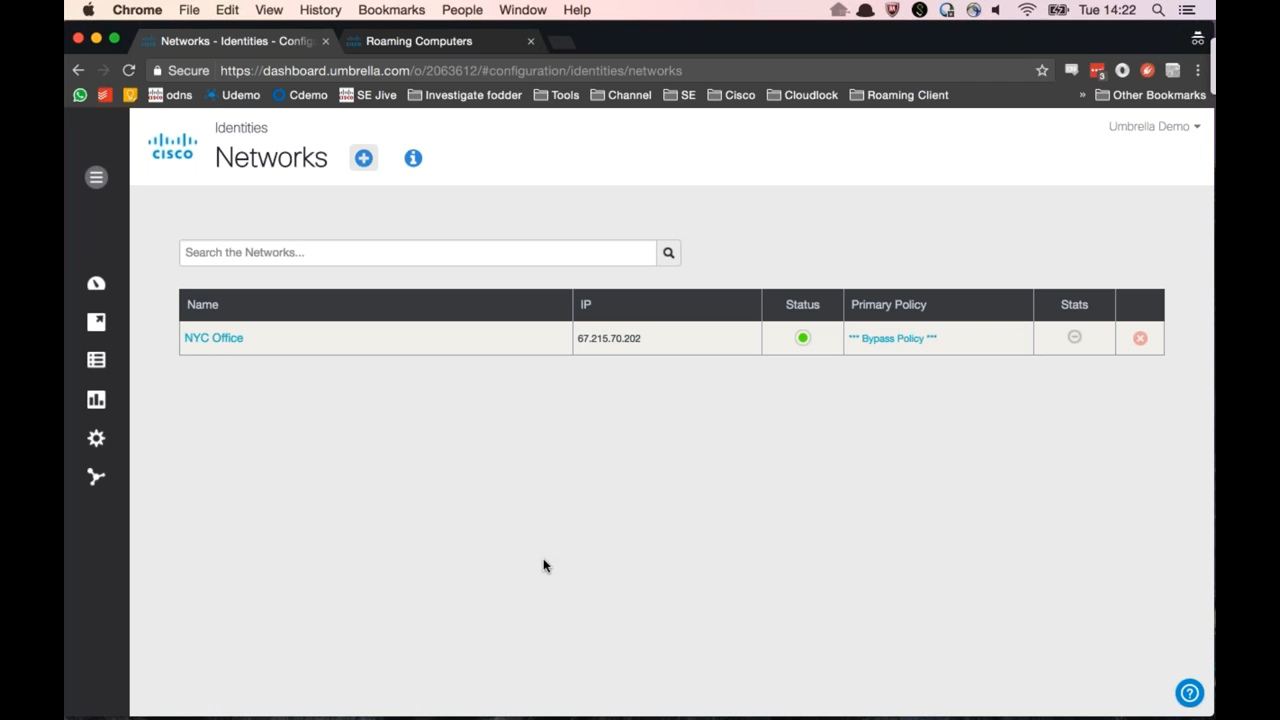 Chrome File Edit View History Bookmarks People Window Help Tue 14:22
Networks - Identities - Config × Roaming Computers ×
Secure https://dashboard.umbrella.com/o/2063612/#configuration/identities/networks 3
odns Udemo Cdemo SE Jive Investigate fodder Tools Channel SE Cisco Cloudlock Roaming Client » Other Bookmarks
CISCO
Identities
Networks
Umbrella Demo
Search the Networks...
Name IP Status Primary Policy Stats
NYC Office 67.215.70.202 *** Bypass Policy ***